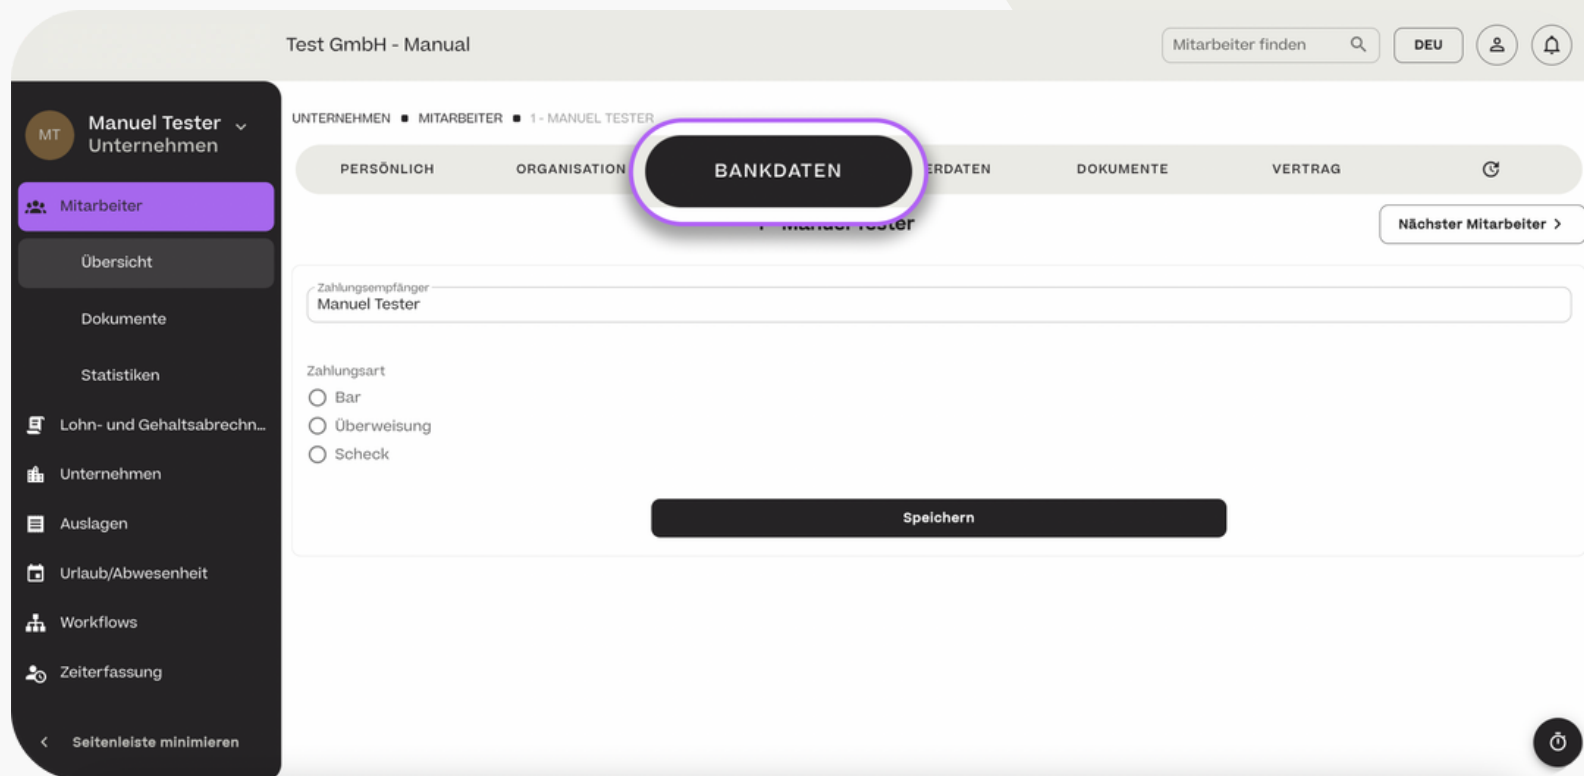 Test GmbH - Manual
Mitarbeiter finden
DEU
MT
Manuel Tester
Unternehmen
Mitarbeiter
Übersicht
Dokumente
Statistiken
Lohn- und Gehaltsabrechn...
Unternehmen
Auslagen
Urlaub/Abwesenheit
Workflows
Zeiterfassung
Seitenleiste minimieren
UNTERNEHMEN ■ MITARBEITER ■ 1 - MANUEL TESTER
PERSÖNLICH ORGANISATION BANKDATEN ERDATEN DOKUMENTE VERTRAG
Manuel Tester
Nächster Mitarbeiter >
Zahlungsempfänger
Manuel Tester
Zahlungsart
Bar
Überweisung
Scheck
Speichern